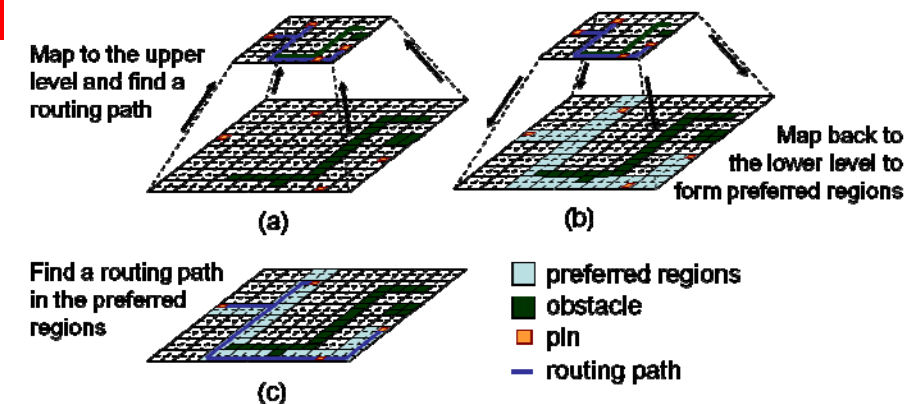 Map to the upper
level and find a
routing path
(a)
(b)
Map back to
the lower level to
form preferred regions
Find a routing path
in the preferred
regions
(c)
preferred regions
obstacle
pin
routing path